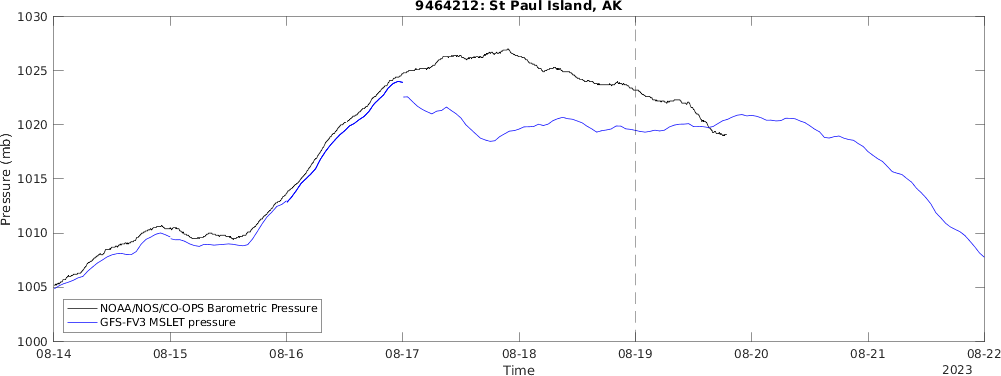 9464212: St Paul Island, AK
1030
1025
1020
1015
1010
1005
1000
Pressure (mb)
NOAA/NOS/CO-OPS Barometric Pressure
GFS-FV3 MSLET pressure
08-14 08-15 08-16 08-17 08-18 08-19 08-20 08-21 08-22
Time
2023